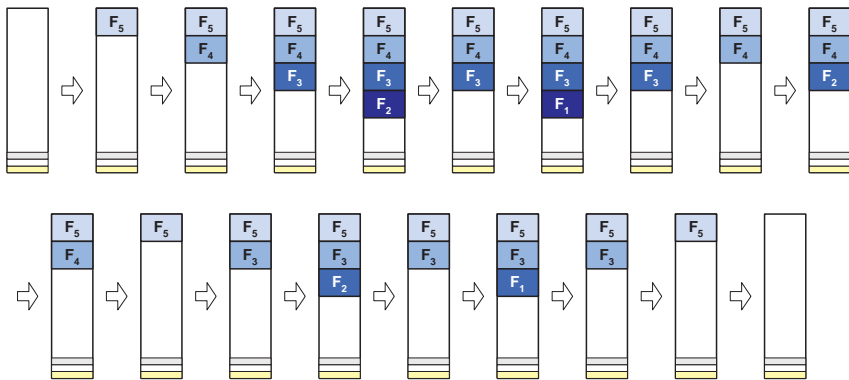 F5 F5 F5 F5 F5 F5 F5 F5 F5
F4 F4 F4 F4 F4 F4 F4 F4
F3 F3 F3 F3 F3 F2
F2 F1
F5 F5 F5 F5 F5 F5 F5 F5
F4 F3 F3 F3 F3 F3
F2 F1